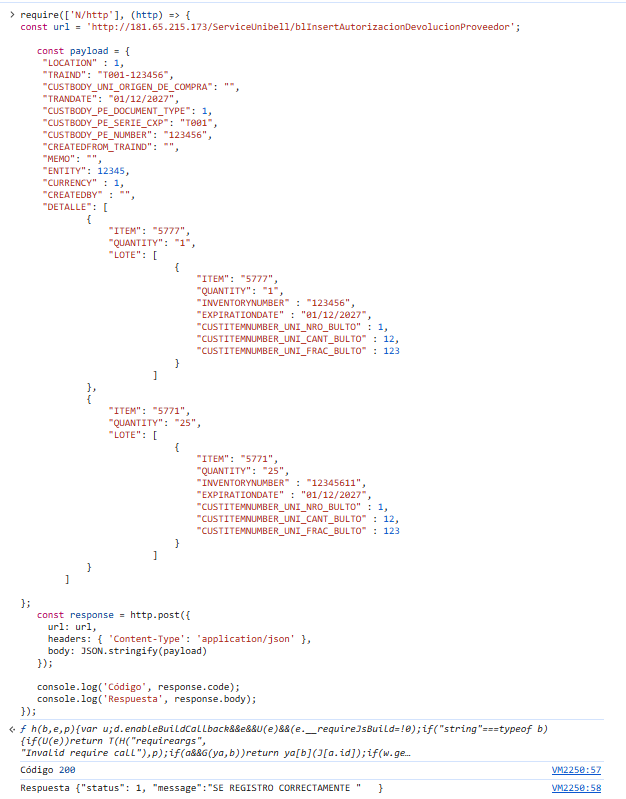 > require(['N/http'], (http) => {
const url = 'http://181.65.215.173/ServiceUnibell/blInsertAutorizacionDevolucionProveedor';
const payload = {
"LOCATION" : 1,
"TRAIND": "T001-123456",
"CUSTBODY_UNI_ORIGEN_DE_COMPRA": "",
"TRANDATE": "01/12/2027",
"CUSTBODY_PE_DOCUMENT_TYPE": 1,
"CUSTBODY_PE_SERIE_CXP": "T001",
"CUSTBODY_PE_NUMBER": "123456",
"CREATEDFROM_TRAIND": "",
"MEMO": "",
"ENTITY": 12345,
"CURRENCY" : 1,
"CREATEDBY" : "",
"DETALLE": [
{
"ITEM": "5777",
"QUANTITY": "1",
"LOTE": [
{
"ITEM": "5777",
"QUANTITY": "1",
"INVENTORYNUMBER" : "123456",
"EXPIRATIONDATE" : "01/12/2027",
"CUSTITEMNUMBER_UNI_NRO_BULTO" : 1,
"CUSTITEMNUMBER_UNI_CANT_BULTO" : 12,
"CUSTITEMNUMBER_UNI_FRAC_BULTO" : 123
}
]
},
{
"ITEM": "5771",
"QUANTITY": "25",
"LOTE": [
{
"ITEM": "5771",
"QUANTITY": "25",
"INVENTORYNUMBER" : "12345611",
"EXPIRATIONDATE" : "01/12/2027",
"CUSTITEMNUMBER_UNI_NRO_BULTO" : 1,
"CUSTITEMNUMBER_UNI_CANT_BULTO" : 12,
"CUSTITEMNUMBER_UNI_FRAC_BULTO" : 123
}
]
}
]
};
const response = http.post({
url: url,
headers: { 'Content-Type': 'application/json' },
body: JSON.stringify(payload)
});
console.log('Código', response.code);
console.log('Respuesta', response.body);
});
ƒ h(b,e,p){var u;d.enableBuildCallback&&e&&U(e)&&(e.__requireJsBuild=!0);if("string"===typeof b)
{if(U(e))return T(H("requireargs",
"Invalid require call"),p);if(a&&G(ya,b))return ya[b](J[a.id]);if(w.ge…
Código 200 VM2250:57
Respuesta {"status": 1, "message":"SE REGISTRO CORRECTAMENTE " } VM2250:58